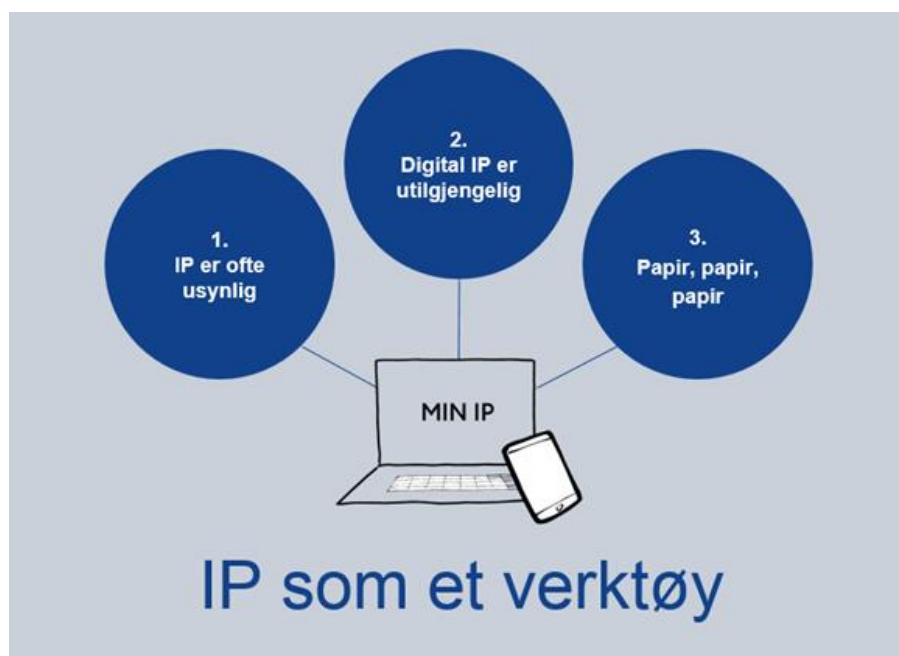 1.
IP er ofte
usynlig
2.
Digital IP er
utilgjengelig
3.
Papir, papir,
papir
MIN IP
IP som et verktøy